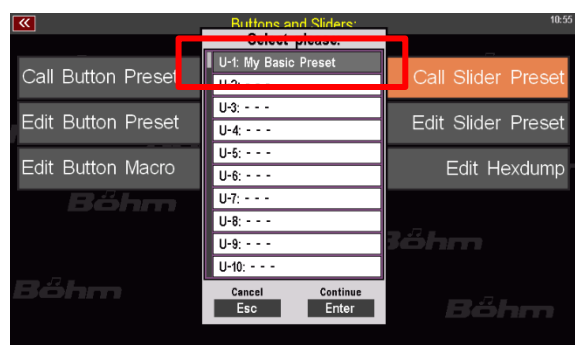 Buttons and Sliders:
10:55
Select please:
Call Button Preset
Edit Button Preset
Edit Button Macro
U-1: My Basic Preset
U-2: - - -
U-3: - - -
U-4: - - -
U-5: - - -
U-6: - - -
U-7: - - -
U-8: - - -
U-9: - - -
U-10: - - -
Cancel
Esc
Continue
Enter
Call Slider Preset
Edit Slider Preset
Edit Hexdump
Böhm
Böhm
Böhm
Böhm